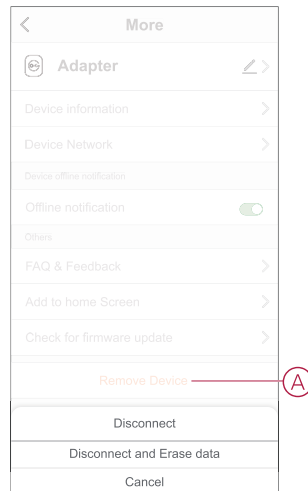 More
Adapter
Device information
Device Network
Device offline notification
Offline notification
Others
FAQ & Feedback
Add to home Screen
Check for firmware update
Remove Device
A
Disconnect
Disconnect and Erase data
Cancel